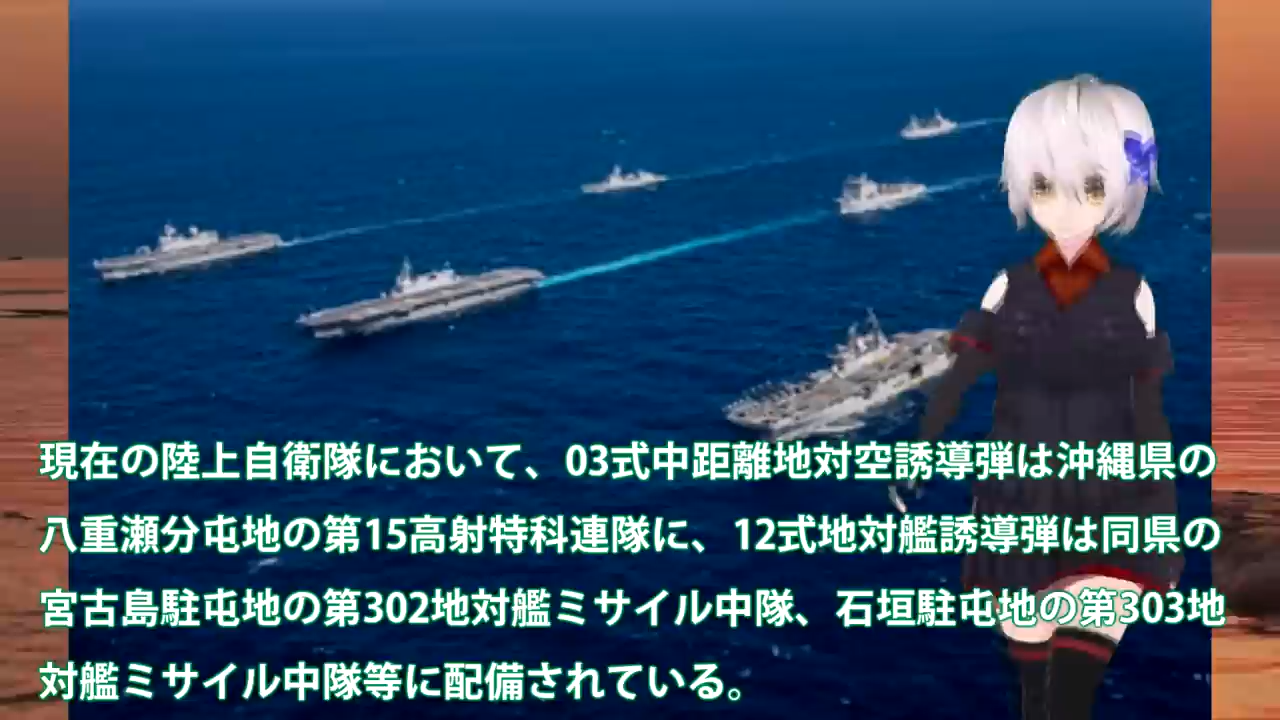 現在の陸上自衛隊において、03式中距離地対空誘導弾は沖縄県の
八重瀬分屯地の第15高射特科連隊に、12式地対艦誘導弾は同県の
宮古島駐屯地の第302地対艦ミサイル中隊、石垣駐屯地の第303地
対艦ミサイル中隊等に配備されている。